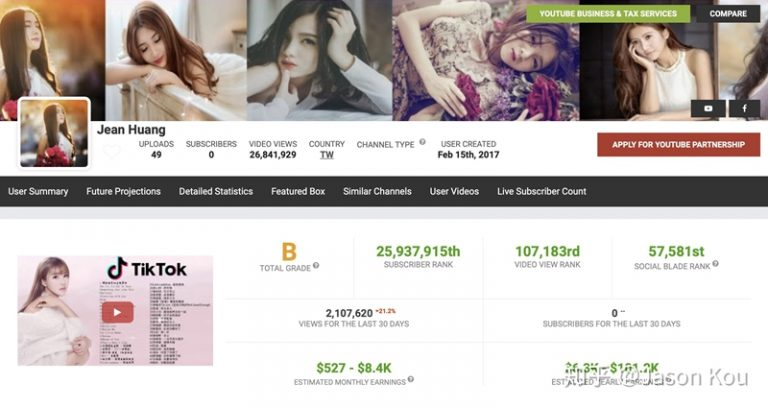 YOUTUBE BUSINESS & TAX SERVICES
COMPARE
Jean Huang
UPLOADS
49
SUBSCRIBERS
0
VIDEO VIEWS
26,841,929
COUNTRY
TW
CHANNEL TYPE
USER CREATED
Feb 15th, 2017
APPLY FOR YOUTUBE PARTNERSHIP
User Summary
Future Projections
Detailed Statistics
Featured Box
Similar Channels
User Videos
Live Subscriber Count
TikTok
B
TOTAL GRADE
25,937,915th
SUBSCRIBER RANK
107,183rd
VIDEO VIEW RANK
57,581st
SOCIAL BLADE RANK
2,107,620 -21.2%
VIEWS FOR THE LAST 30 DAYS
0 --
SUBSCRIBERS FOR THE LAST 30 DAYS
$527 - $8.4K
ESTIMATED MONTHLY EARNINGS
知乎 @Jason Kou